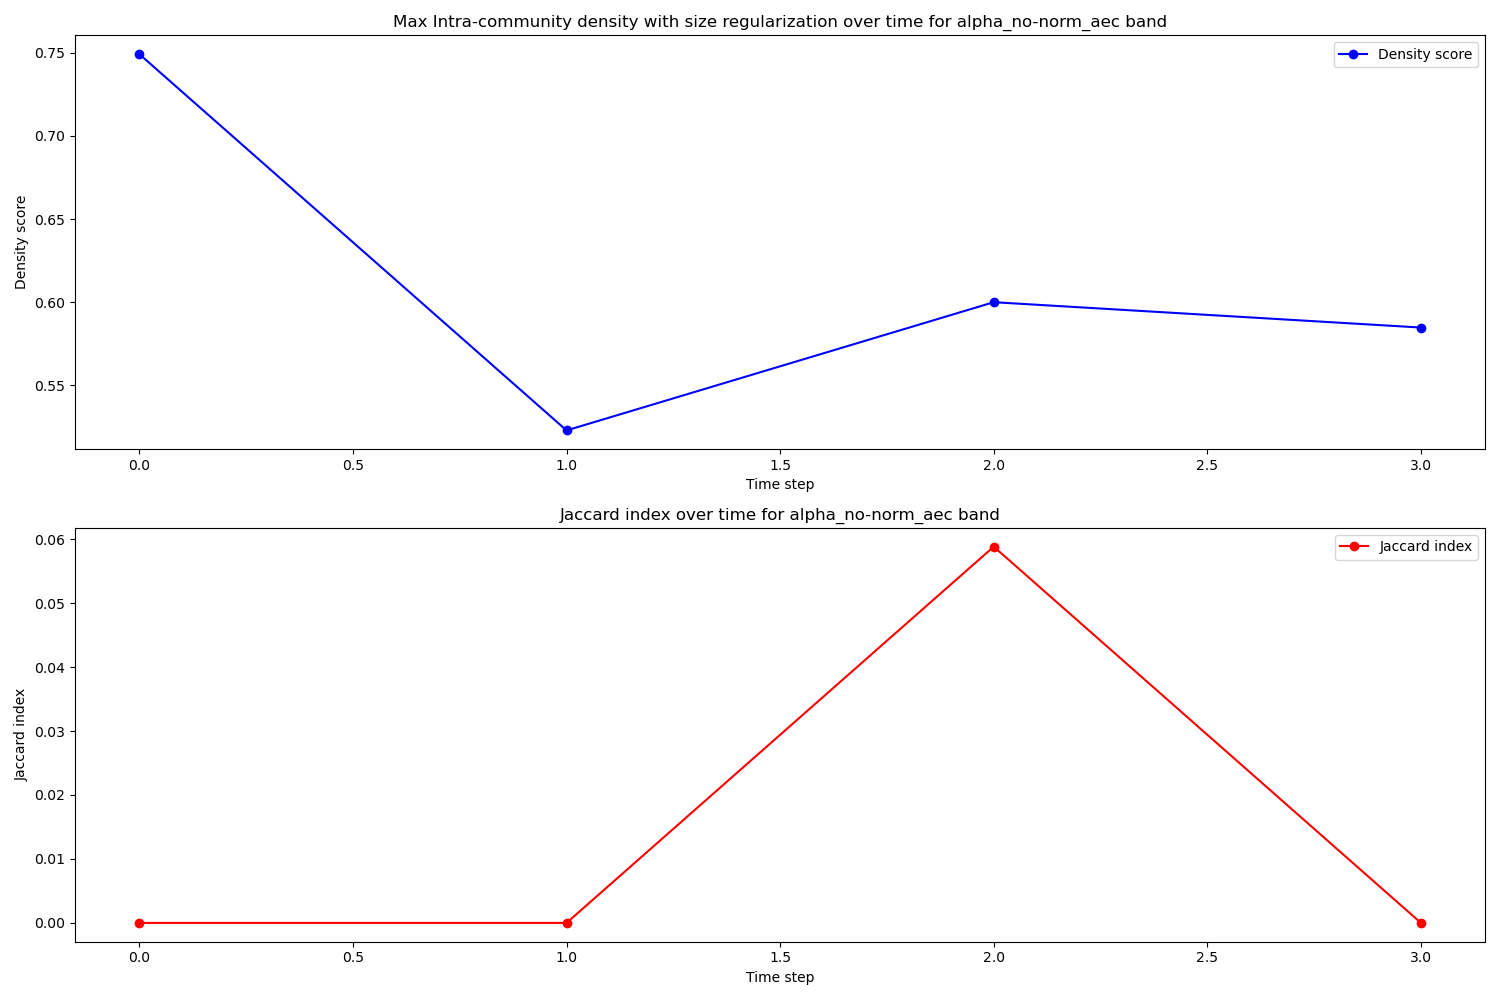 Max Intra-community density with size regularization over time for alpha_no-norm_aec band
Density score
0.75
0.70
0.65
0.60
0.55
Density score
0.0 0.5 1.0 1.5 2.0 2.5 3.0
Time step
Jaccard index over time for alpha_no-norm_aec band
Jaccard index
0.06
0.05
0.04
0.03
0.02
0.01
0.00
Jaccard index
0.0 0.5 1.0 1.5 2.0 2.5 3.0
Time step